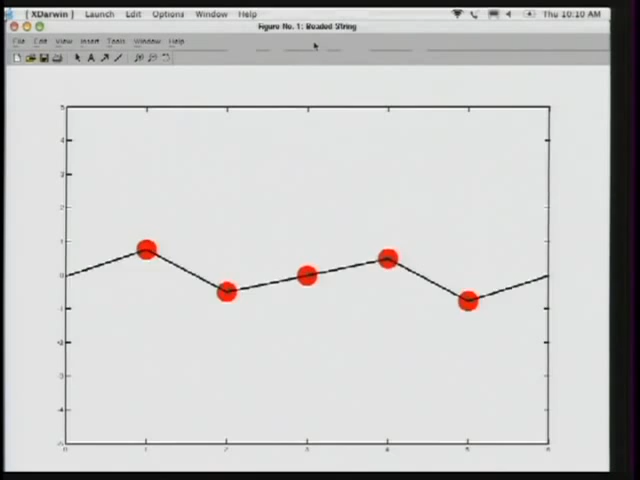 XDarwin Launch Edit Options Window Help Thu 10:10 AM
Figure No. 1: Beaded String
File Edit View Insert Tools Window Help
5
4
3
2
1
0
-1
-2
-3
-4
-5
0 1 2 3 4 5 6